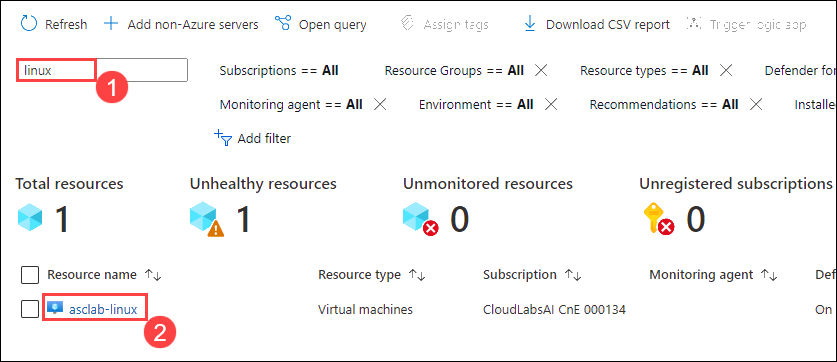 Refresh + Add non-Azure servers Open query Assign tags Download CSV report Trigger logic app
linux
1
Subscriptions == All Resource Groups == All Resource types == All Defender for
Monitoring agent == All Environment == All Recommendations == All Installe
Add filter
Total resources Unhealthy resources Unmonitored resources Unregistered subscriptions
1 1 0 0
Resource name Resource type Subscription Monitoring agent Def
asclab-linux Virtual machines CloudLabsAI CnE 000134 On
2